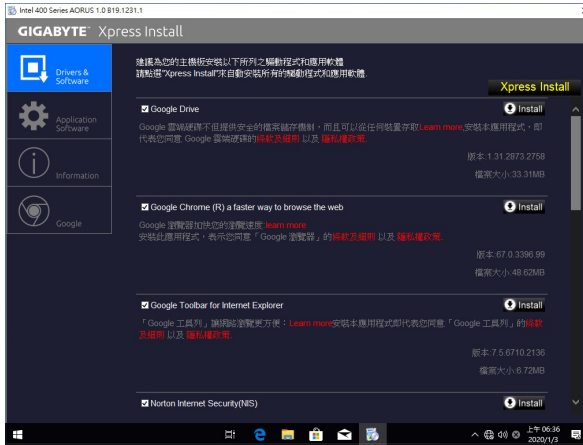 Intel 400 Series AORUS 1.0 B19.1231.1
GIGABYTE™ Xpress Install
Drivers &
Software
Application
Software
Information
Google
建議為您的主機板安裝以下所列之驅動程式和應用軟體
請點選"Xpress Install"來自動安裝所有的驅動程式和應用軟體.
Xpress Install
Google Drive
Install
Google 雲端硬碟不但提供安全的檔案儲存機制，而且可以從任何裝置存取Learn more,安裝本應用程式，即
代表您同意 Google 雲端硬碟的條款及細則 以及 隱私權政策.
版本:1.31.2873.2758
檔案大小:33.31MB
Google Chrome (R) a faster way to browse the web
Install
Google 瀏覽器加快您的瀏覽速度.learn more
安裝此應用程式，表示您同意「Google 瀏覽器」的條款及細則 以及 隱私權政策.
版本:67.0.3396.99
檔案大小:48.62MB
Google Toolbar for Internet Explorer
Install
「Google 工具列」讓網絡瀏覽更方便：Learn more安裝本應用程式即代表您同意「Google 工具列」的條款
及細則 以及 隱私權政策.
版本:7.5.6710.2136
檔案大小:6.72MB
Norton Internet Security(NIS)
Install
上午 06:36
2020/1/3